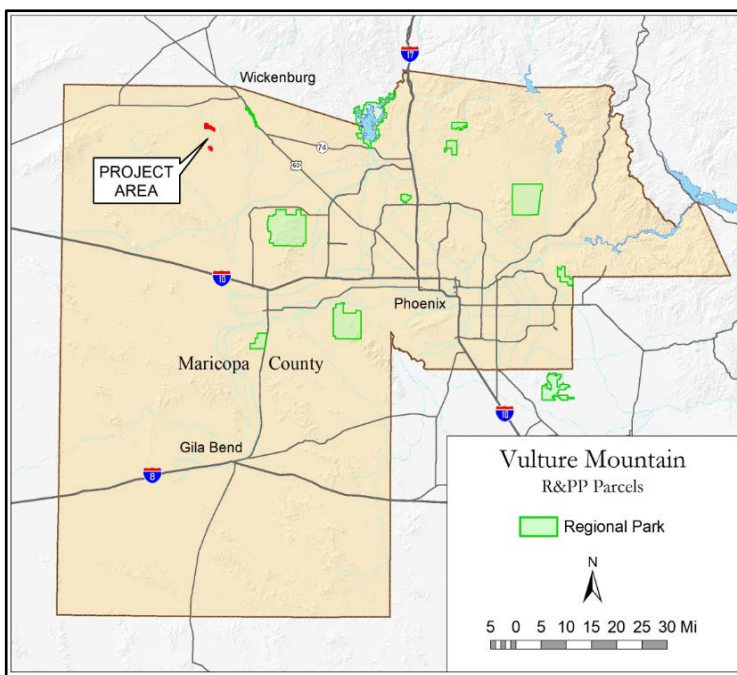 17
Wickenburg
74
60
PROJECT
AREA
10
Phoenix
Maricopa County
10
Gila Bend
8
Vulture Mountain
R&PP Parcels
Regional Park
N
5 0 5 10 15 20 25 30 Mi